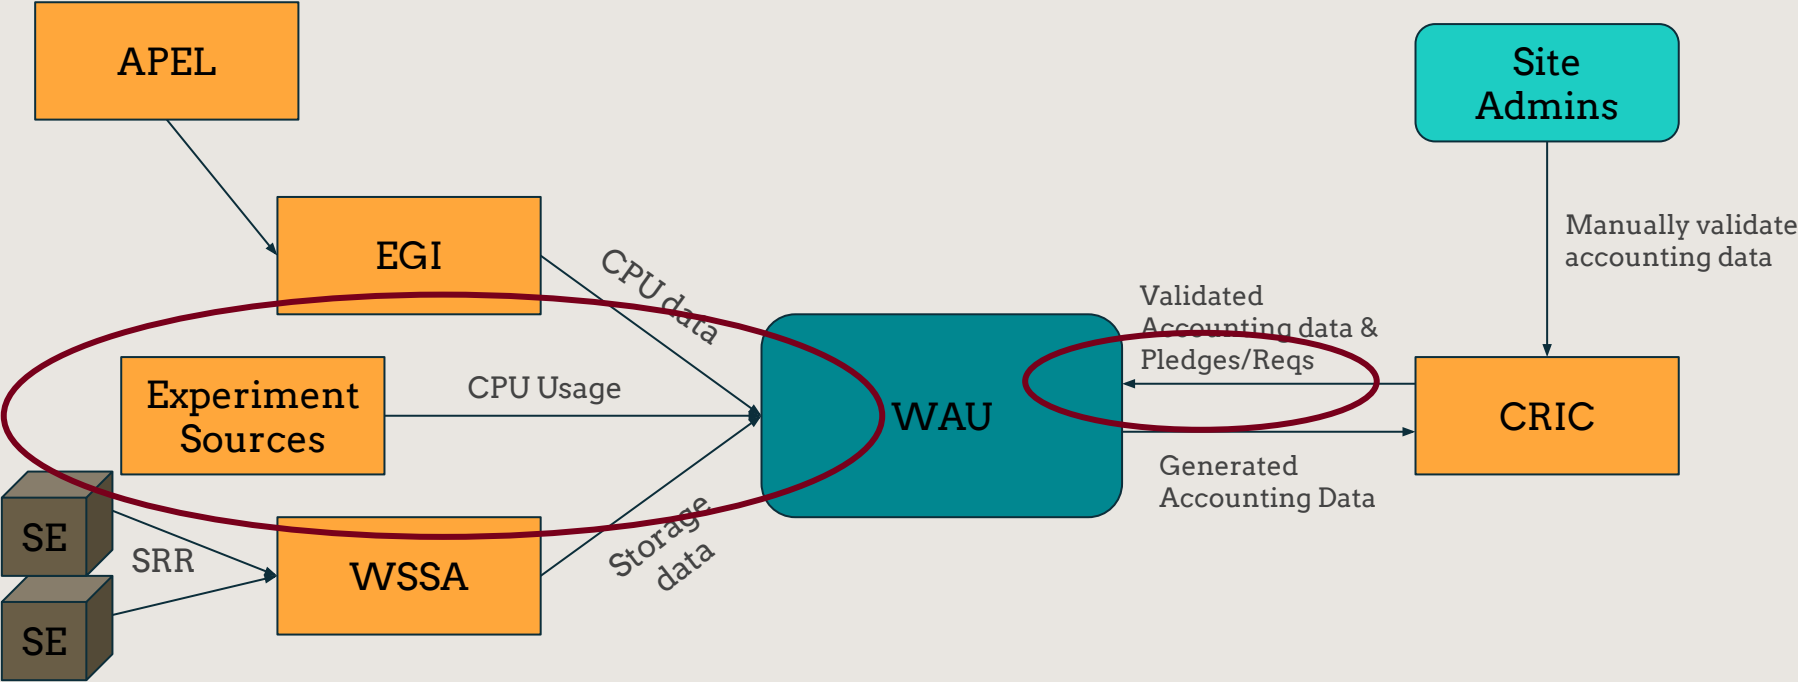 APEL
Site
Admins
EGI
CPU data
Manually validate
accounting data
Validated
Accounting data &
Pledges/Reqs
Experiment
Sources
CPU Usage
WAU
CRIC
Generated
Accounting Data
SE
SRR
WSSA
Storage
data
SE